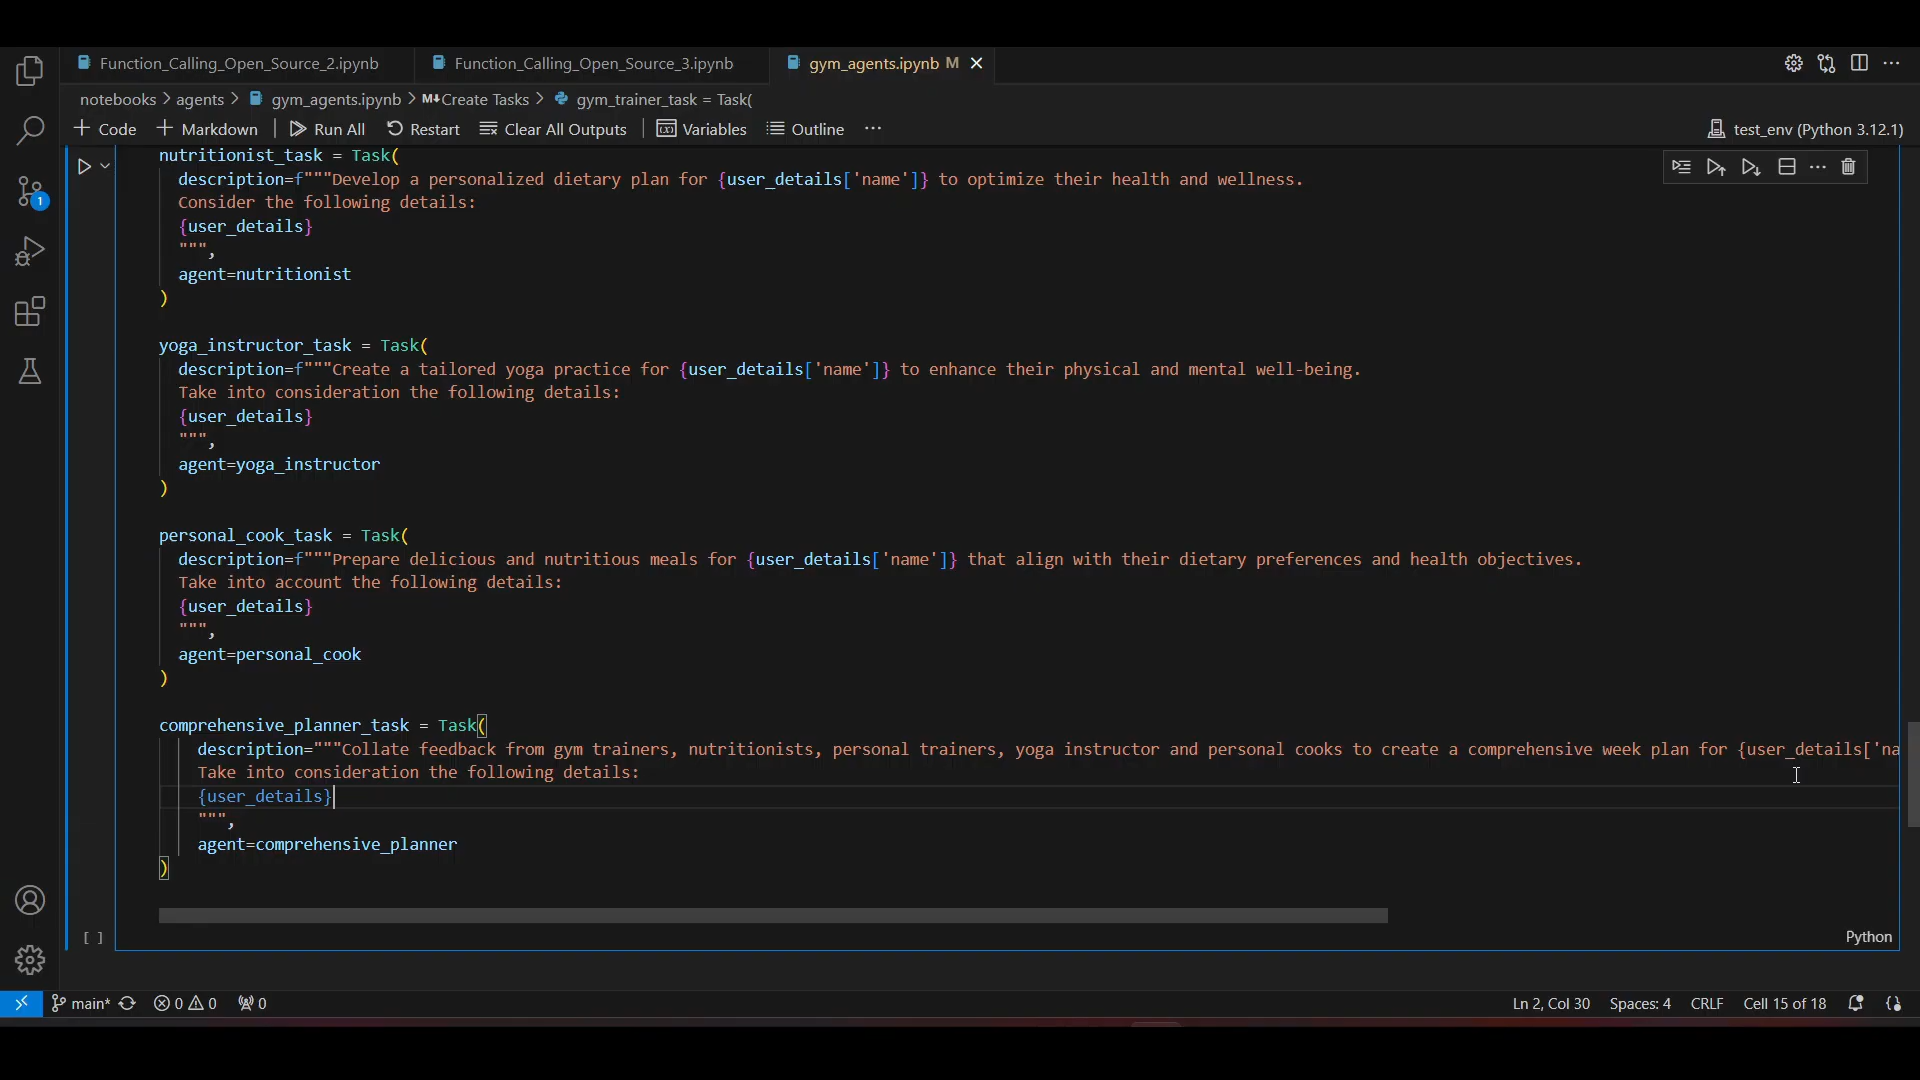 Function_Calling_Open_Source_2.ipynb
Function_Calling_Open_Source_3.ipynb
gym_agents.ipynb M
notebooks > agents > gym_agents.ipynb > M↓Create Tasks > gym_trainer_task = Task(
+ Code + Markdown | Run All Restart Clear All Outputs | Variables Outline ···
test_env (Python 3.12.1)
nutritionist_task = Task(
description=f"""Develop a personalized dietary plan for {user_details['name']} to optimize their health and wellness.
Consider the following details:
{user_details}
""",
agent=nutritionist
)
yoga_instructor_task = Task(
description=f"""Create a tailored yoga practice for {user_details['name']} to enhance their physical and mental well-being.
Take into consideration the following details:
{user_details}
""",
agent=yoga_instructor
)
personal_cook_task = Task(
description=f"""Prepare delicious and nutritious meals for {user_details['name']} that align with their dietary preferences and health objectives.
Take into account the following details:
{user_details}
""",
agent=personal_cook
)
comprehensive_planner_task = Task(
description="""Collate feedback from gym trainers, nutritionists, personal trainers, yoga instructor and personal cooks to create a comprehensive week plan for {user_details['na
Take into consideration the following details:
{user_details}
""",
agent=comprehensive_planner
)
[ ]
Python
1
main* 0 0 0
Ln 2, Col 30 Spaces: 4 CRLF Cell 15 of 18